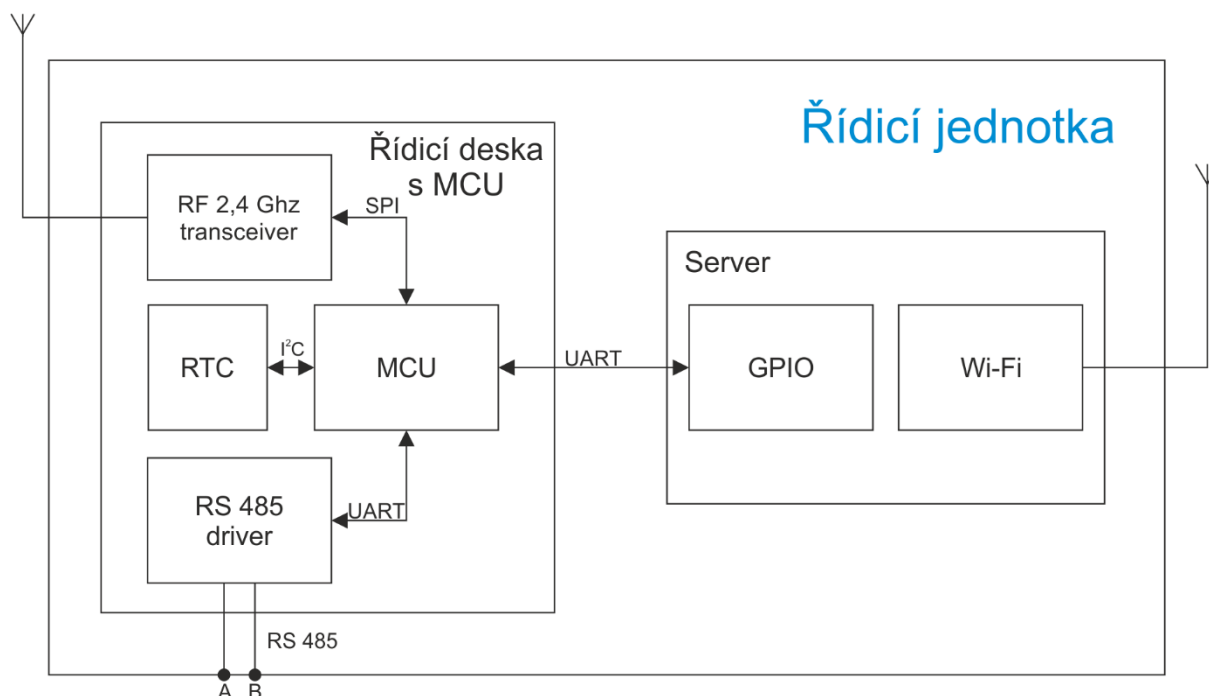 Řídicí jednotka
Řídicí deska
s MCU
RF 2,4 Ghz
transceiver
SPI
Server
RTC
I²C
MCU
UART
GPIO
Wi-Fi
RS 485
driver
UART
RS 485
A B